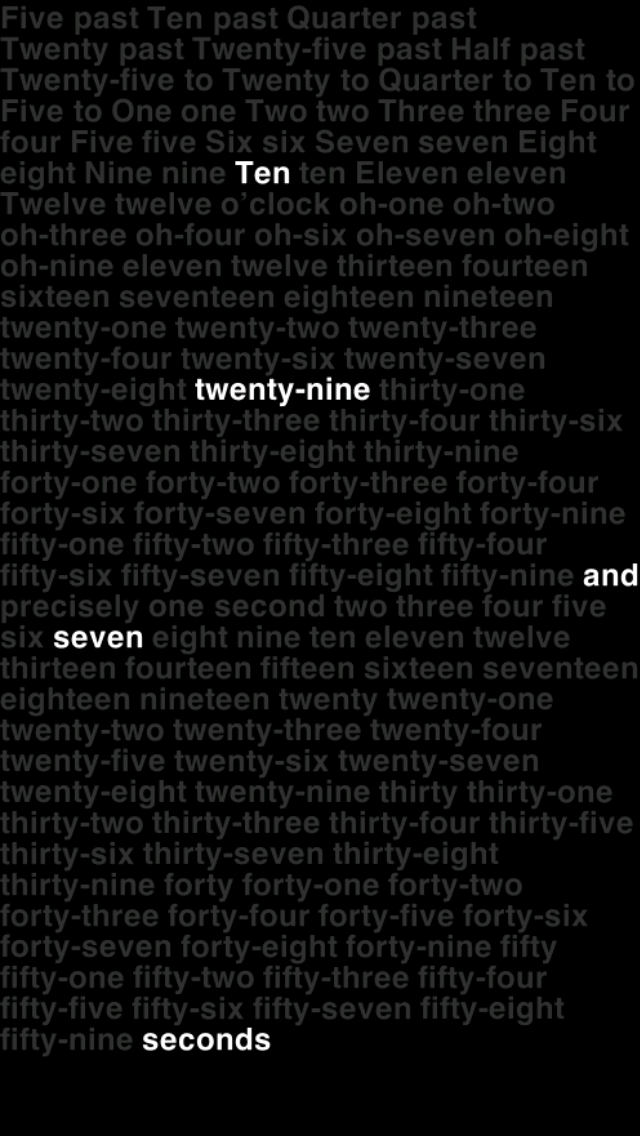 Five past Ten past Quarter past
Twenty past Twenty-five past Half past
Twenty-five to Twenty to Quarter to Ten to
Five to One one Two two Three three Four
four Five five Six six Seven seven Eight
eight Nine nine Ten ten Eleven eleven
Twelve twelve o'clock oh-one oh-two
oh-three oh-four oh-six oh-seven oh-eight
oh-nine eleven twelve thirteen fourteen
sixteen seventeen eighteen nineteen
twenty-one twenty-two twenty-three
twenty-four twenty-six twenty-seven
twenty-eight twenty-nine thirty-one
thirty-two thirty-three thirty-four thirty-six
thirty-seven thirty-eight thirty-nine
forty-one forty-two forty-three forty-four
forty-six forty-seven forty-eight forty-nine
fifty-one fifty-two fifty-three fifty-four
fifty-six fifty-seven fifty-eight fifty-nine and
precisely one second two three four five
six seven eight nine ten eleven twelve
thirteen fourteen fifteen sixteen seventeen
eighteen nineteen twenty twenty-one
twenty-two twenty-three twenty-four
twenty-five twenty-six twenty-seven
twenty-eight twenty-nine thirty thirty-one
thirty-two thirty-three thirty-four thirty-five
thirty-six thirty-seven thirty-eight
thirty-nine forty forty-one forty-two
forty-three forty-four forty-five forty-six
forty-seven forty-eight forty-nine fifty
fifty-one fifty-two fifty-three fifty-four
fifty-five fifty-six fifty-seven fifty-eight
fifty-nine seconds